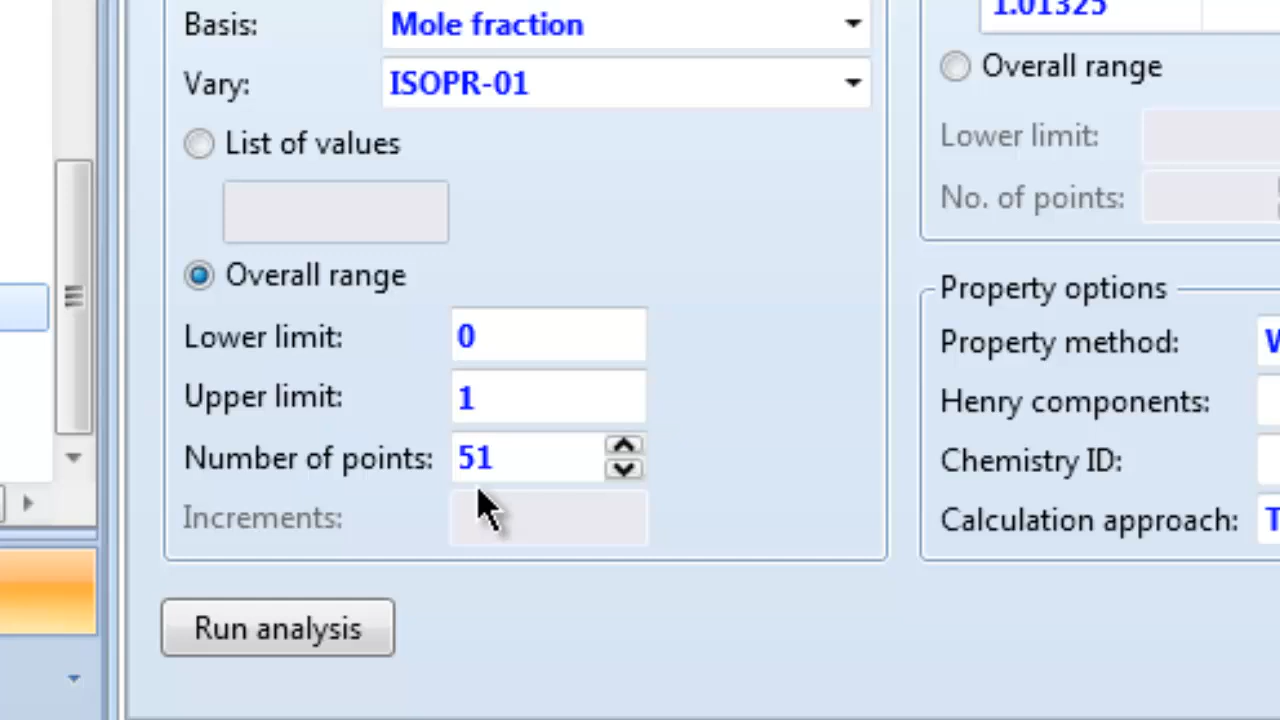 Basis: Mole fraction
Vary: ISOPR-01
List of values
Overall range
Lower limit: 0
Upper limit: 1
Number of points: 51
Increments:
Run analysis
1.01325
Overall range
Lower limit:
No. of points:
Property options
Property method:
Henry components:
Chemistry ID:
Calculation approach: